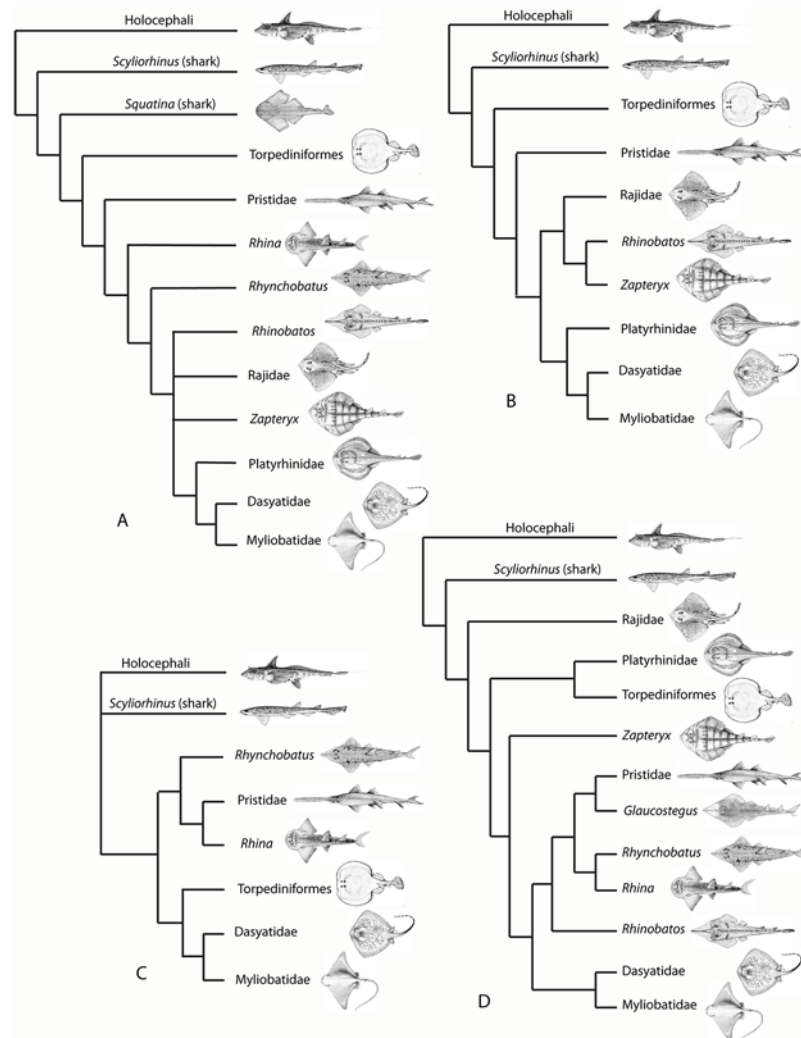 Holocephali
Scyliorhinus (shark)
Squatina (shark)
Torpediniformes
Pristidae
Rhina
Rhynchobatus
Rhinobatos
Rajidae
Zapteryx
Platyrhinidae
Dasyatidae
Myliobatidae
A
Holocephali
Scyliorhinus (shark)
Torpediniformes
Pristidae
Rajidae
Rhinobatos
Zapteryx
Platyrhinidae
Dasyatidae
Myliobatidae
B
Holocephali
Scyliorhinus (shark)
Rhynchobatus
Pristidae
Rhina
Torpediniformes
Dasyatidae
Myliobatidae
C
Holocephali
Scyliorhinus (shark)
Rajidae
Platyrhinidae
Torpediniformes
Zapteryx
Pristidae
Glaucostegus
Rhynchobatus
Rhina
Rhinobatos
Dasyatidae
Myliobatidae
D